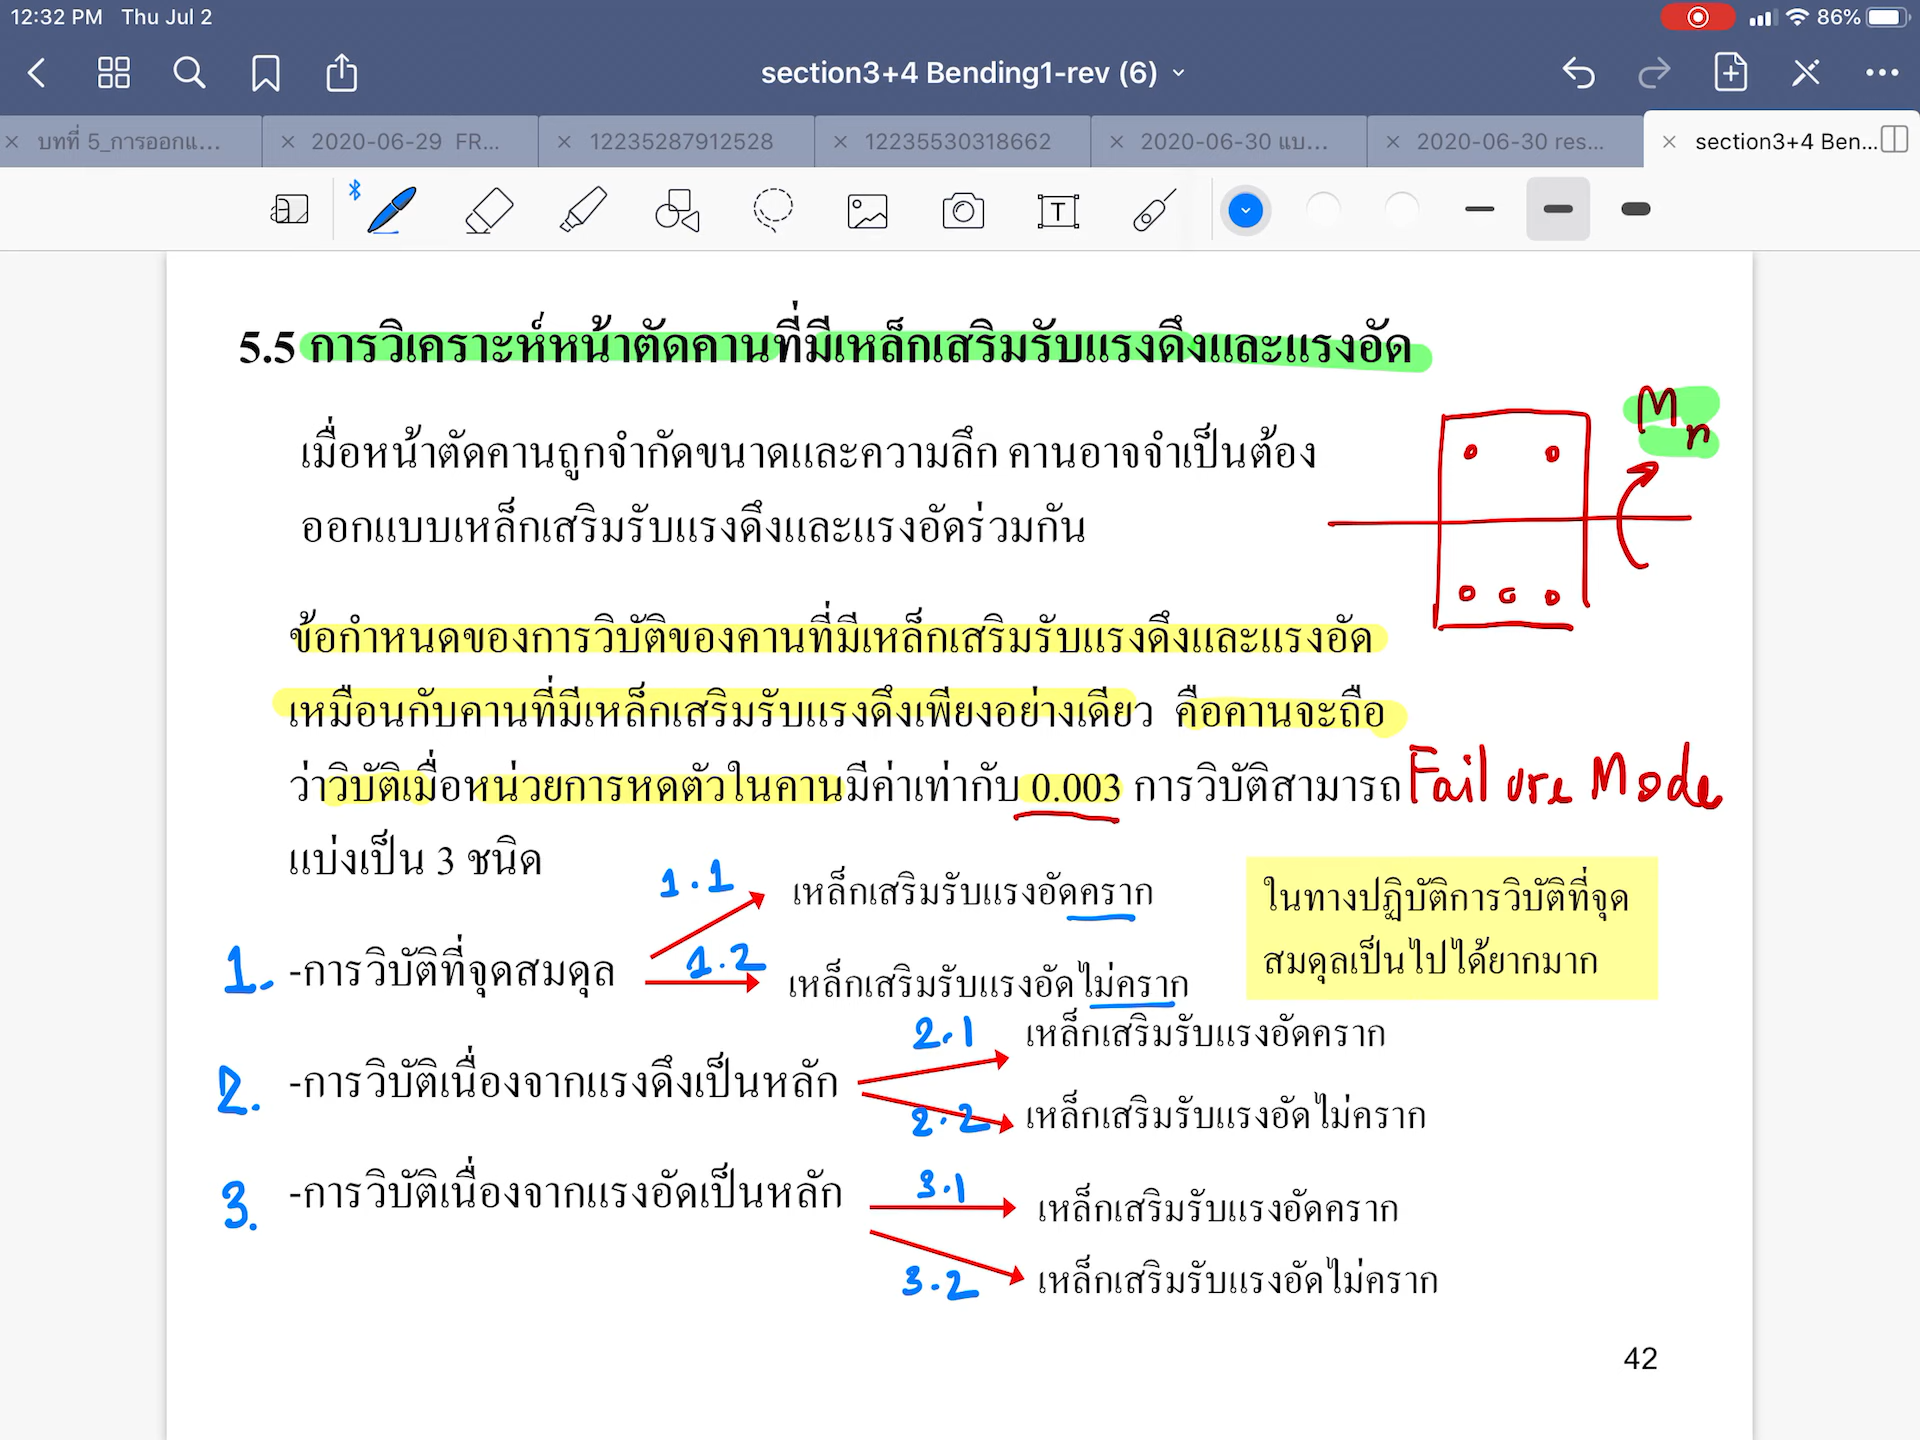 12:32 PM Thu Jul 2
86%
section3+4 Bending1-rev (6)
บทที่ 5_การออกแ...
2020-06-29 FR...
12235287912528
12235530318662
2020-06-30 แบ...
2020-06-30 res...
section3+4 Ben...
5.5 การวิเคราะห์หน้าตัดคานที่มีเหล็กเสริมรับแรงดึงและแรงอัด
Mn
เมื่อหน้าตัดคานถูกจำกัดขนาดและความลึก คานอาจจำเป็นต้อง
ออกแบบเหล็กเสริมรับแรงดึงและแรงอัดร่วมกัน
ข้อกำหนดของการวิบัติของคานที่มีเหล็กเสริมรับแรงดึงและแรงอัด
เหมือนกับคานที่มีเหล็กเสริมรับแรงดึงเพียงอย่างเดียว คือคานจะถือ
ว่าวิบัติเมื่อหน่วยการหดตัวในคานมีค่าเท่ากับ 0.003 การวิบัติสามารถ Failure Mode
แบ่งเป็น 3 ชนิด
1.1 เหล็กเสริมรับแรงอัดคราก
1. -การวิบัติที่จุดสมดุล
1.2 เหล็กเสริมรับแรงอัดไม่คราก
ในทางปฏิบัติการวิบัติที่จุด
สมดุลเป็นไปได้ยากมาก
2.1 เหล็กเสริมรับแรงอัดคราก
2. -การวิบัติเนื่องจากแรงดึงเป็นหลัก
2.2 เหล็กเสริมรับแรงอัดไม่คราก
3. -การวิบัติเนื่องจากแรงอัดเป็นหลัก
3.1 เหล็กเสริมรับแรงอัดคราก
3.2 เหล็กเสริมรับแรงอัดไม่คราก
42